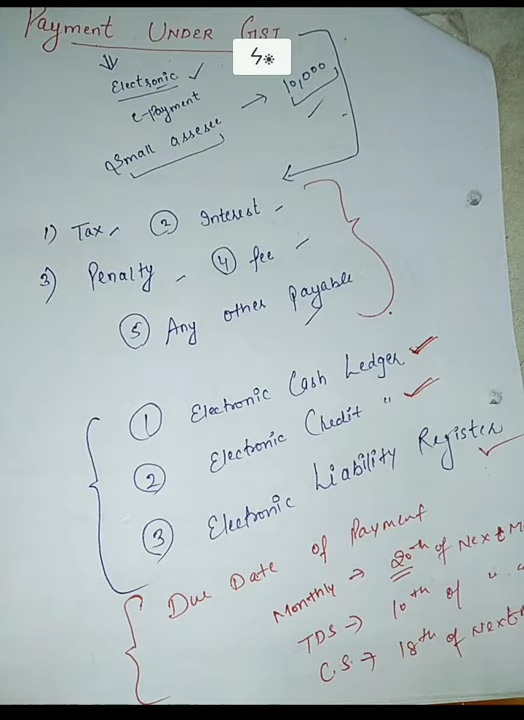 Payment Under GST
Electronic ✓
e-Payment
Small assesee → 10,000
1) Tax, ② Interest -
3) Penalty - ④ fee -
⑤ Any other payable
① Electronic Cash Ledger ✓
② Electronic Credit " ✓
③ Electronic Liability Register ✓
Due Date of Payment
Monthly → 20th of Next
TDS → 10th of "
C.S. → 18th of Next